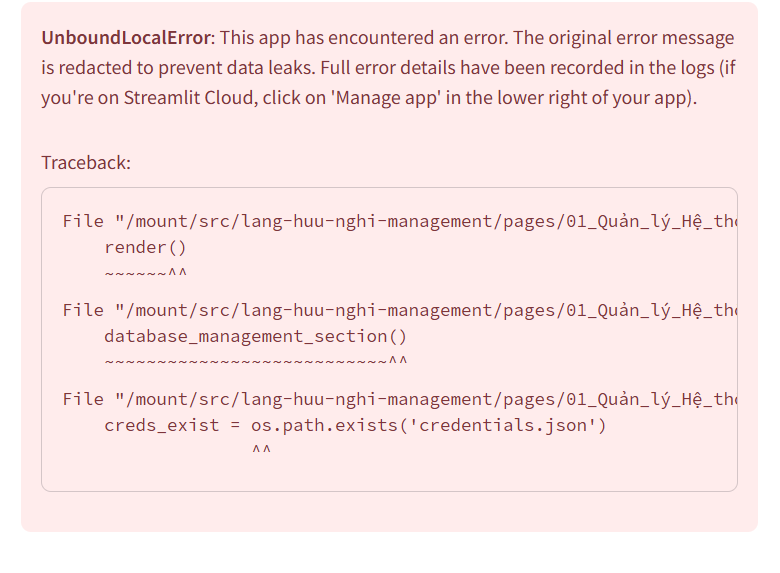 UnboundLocalError: This app has encountered an error. The original error message
is redacted to prevent data leaks. Full error details have been recorded in the logs (if
you're on Streamlit Cloud, click on 'Manage app' in the lower right of your app).
Traceback:
File "/mount/src/lang-huu-nghi-management/pages/01_Quản_lý_Hệ_thố
render()
~~~~~~^^
File "/mount/src/lang-huu-nghi-management/pages/01_Quản_lý_Hệ_thố
database_management_section()
~~~~~~~~~~~~~~~~~~~~~~~~~~~^^
File "/mount/src/lang-huu-nghi-management/pages/01_Quản_lý_Hệ_thố
creds_exist = os.path.exists('credentials.json')
^^